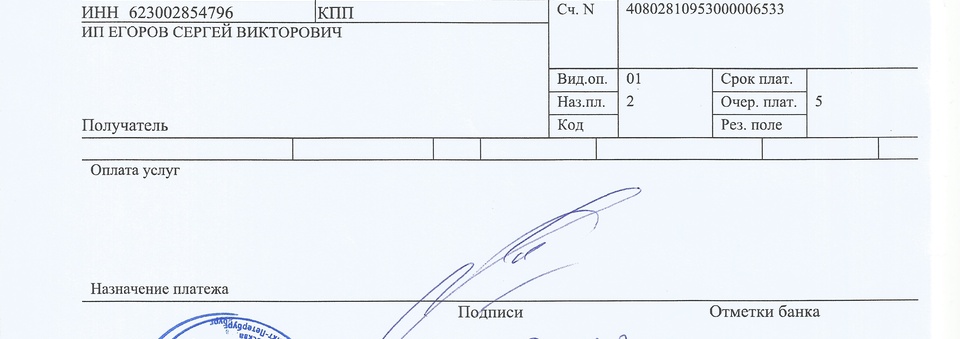 ИНН 623002854796 КПП Сч. N 40802810953000006533
ИП ЕГОРОВ СЕРГЕЙ ВИКТОРОВИЧ
Вид.оп. 01 Срок плат.
Наз.пл. 2 Очер. плат. 5
Получатель Код Рез. поле
Оплата услуг
Назначение платежа
Подписи Отметки банка